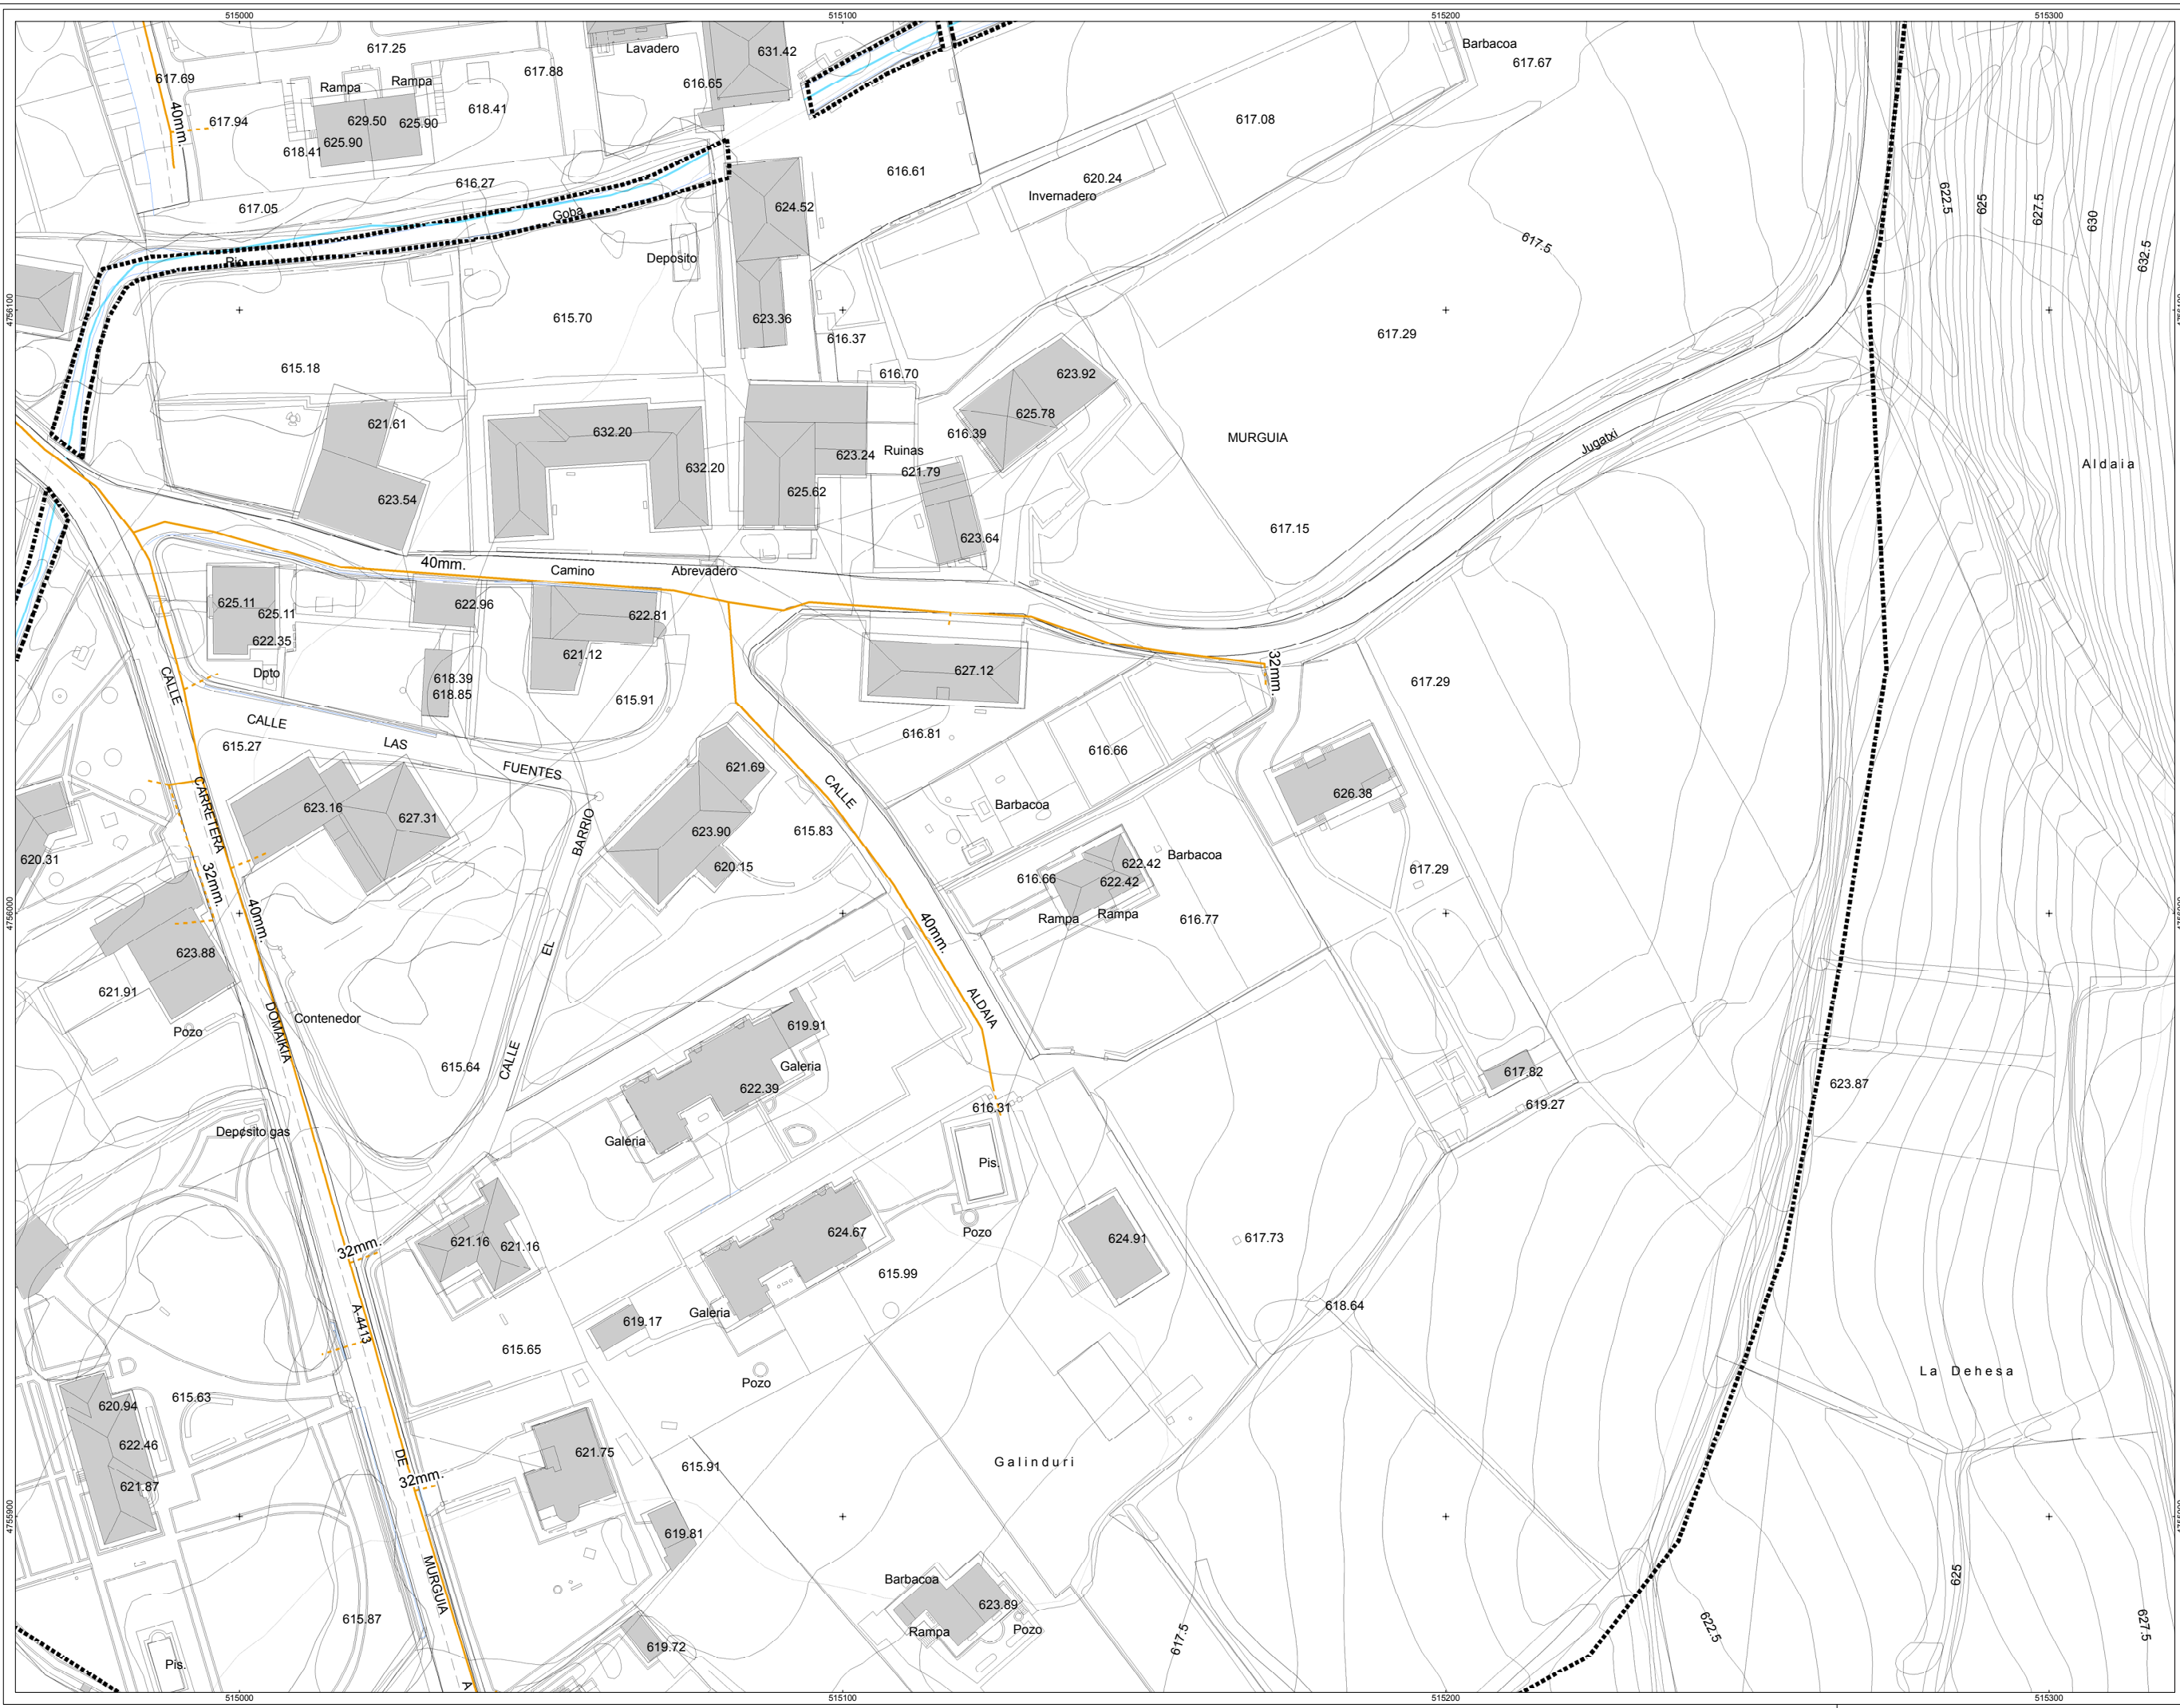 515000
515100
515200
515300
617.25
Lavadero
631.42
Barbacoa
617.67
617.69
617.88
616.65
Rampa
Rampa
40mm.
617.94
629.50
625.90
618.41
625.90
618.41
617.08
616.61
616.27
620.24
Invernadero
617.05
624.52
Goba
622.5
625
627.5
630
632.5
617.5
Rio
Deposito
4756100
615.70
623.36
616.37
617.29
615.18
616.70
623.92
621.61
625.78
632.20
616.39
MURGUIA
Jugatxi
Aldaia
Ruinas
623.24
632.20
621.79
625.62
623.54
617.15
623.64
40mm.
Camino
Abrevadero
625.11
625.11
622.96
622.81
622.35
621.12
Dpto
618.39
618.85
615.91
627.12
32mm.
617.29
CALLE
CALLE
LAS
FUENTES
615.27
616.81
616.66
621.69
CALLE
626.38
Barbacoa
CARRETERA
623.16
627.31
BARRIO
623.90
615.83
620.31
620.15
Barbacoa
622.42
622.42
616.66
617.29
32mm.
40mm.
4756000
Rampa
Rampa
616.77
40mm.
EL
623.88
621.91
Pozo
DOMAIKIA
Contenedor
ALDAIA
619.91
Galeria
CALLE
615.64
622.39
617.82
623.87
616.31
619.27
Deposito gas
Galeria
Pis.
621.16
621.16
32mm.
624.67
Pozo
624.91
617.73
615.99
A-4413
619.17
Galeria
618.64
615.65
La Dehesa
Pozo
615.63
620.94
622.46
621.87
DE
32mm.
621.75
615.91
Galinduri
4755900
619.81
MURGUIA
Barbacoa
623.89
Rampa
Pozo
615.87
619.72
617.5
622.5
625
627.5
Pis.
A
515000
515100
515200
515300